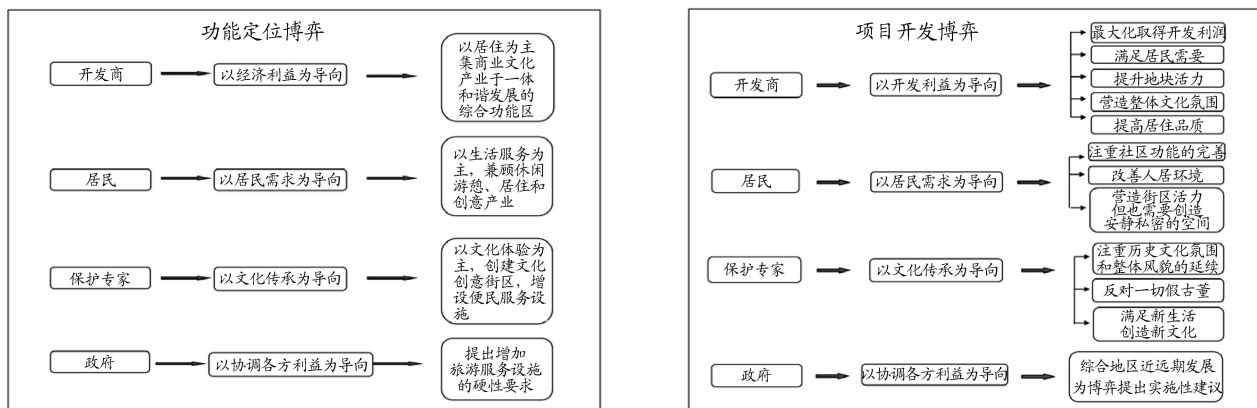 功能定位博弈
开发商
以经济利益为导向
以居住为主
集商业文化
产业于一体
和谐发展的
综合功能区
居民
以居民需求为导向
以生活服务为
主，兼顾休闲
游憩、居住和
创意产业
保护专家
以文化传承为导向
以文化体验为
主，创建文化
创意街区，增
设便民服务设
施
政府
以协调各方利益为导向
提出增加
旅游服务设施
的硬性要求
项目开发博弈
开发商
以开发利益为导向
最大化取得开发利润
满足居民需要
提升地块活力
营造整体文化氛围
提高居住品质
居民
以居民需求为导向
注重社区功能的完善
改善人居环境
营造街区活力
但也需要创造
安静私密的空间
保护专家
以文化传承为导向
注重历史文化氛围
和整体风貌的延续
反对一切假古董
满足新生活
创造新文化
政府
以协调各方利益为导向
综合地区近远期发展
为博弈提出实施性建议